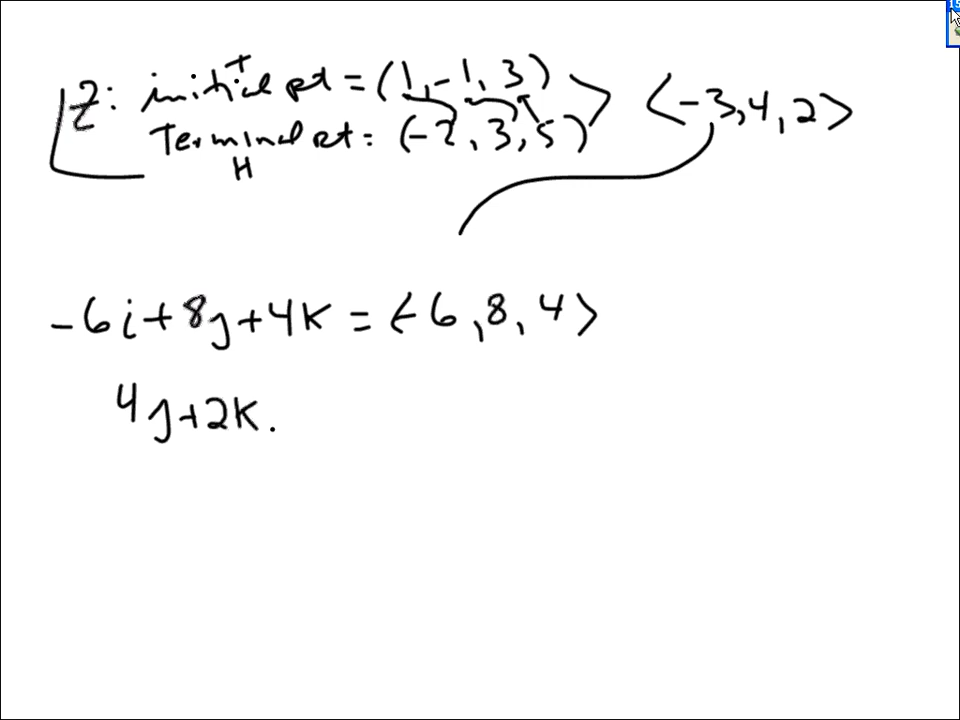 Z: initial pt = (1, -1, 3) ⟨-3, 4, 2⟩
T
Terminal pt = (-2, 3, 5)
H
-6i + 8j + 4k = ⟨-6, 8, 4⟩
4j + 2k.